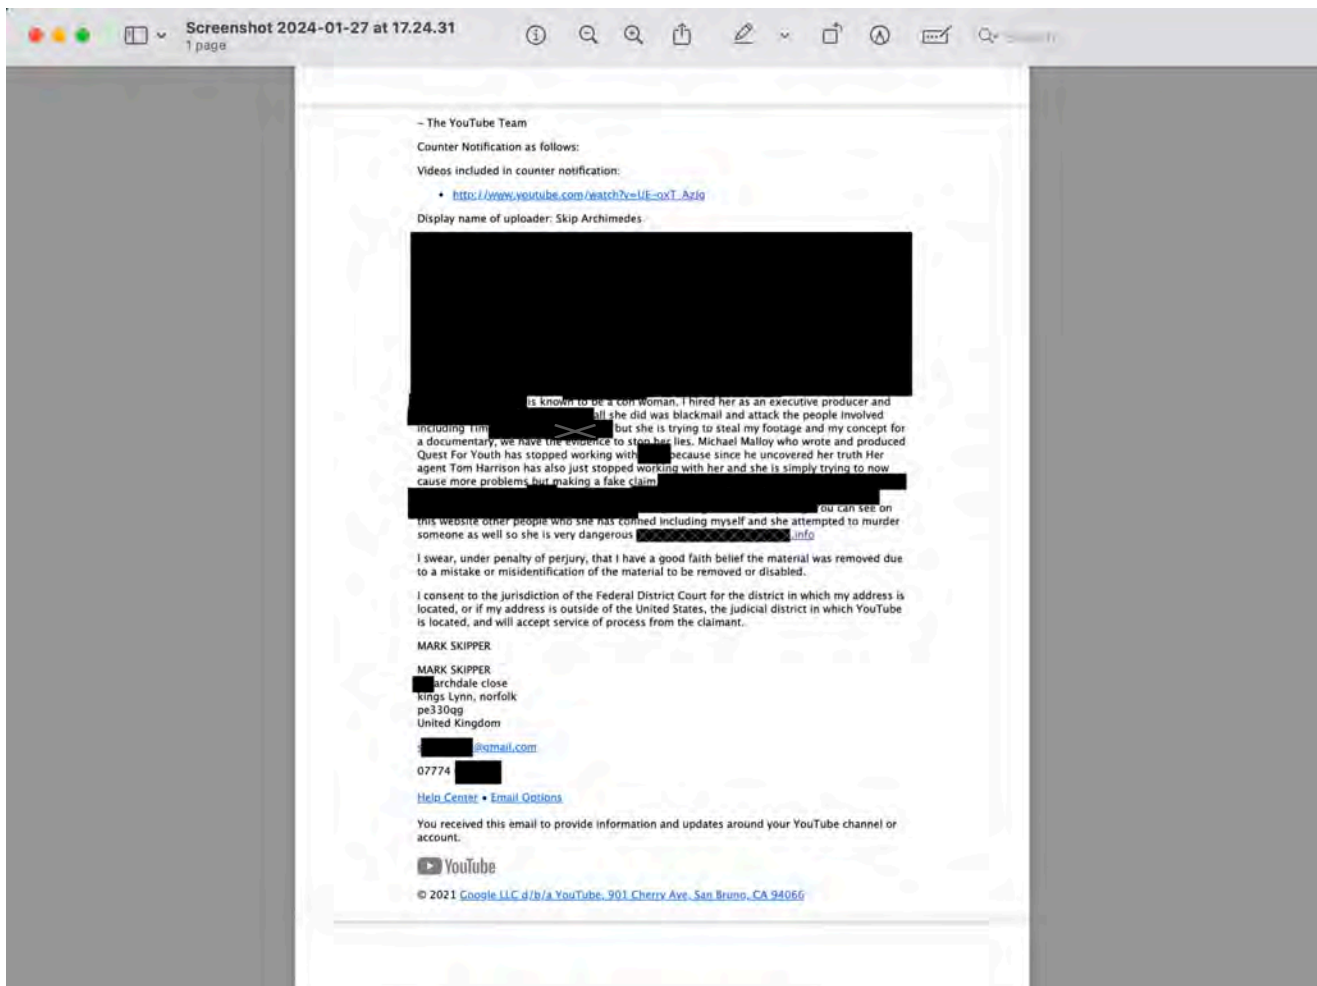 Screenshot 2024-01-27 at 17.24.31
1 page
Search
– The YouTube Team
Counter Notification as follows:
Videos included in counter notification:
• http://www.youtube.com/watch?v=UE-oxT_AzJg
Display name of uploader: Skip Archimedes
is known to be a con woman. I hired her as an executive producer and
all she did was blackmail and attack the people involved
including Tim but she is trying to steal my footage and my concept for
a documentary, we have the evidence to stop her lies. Michael Malloy who wrote and produced
Quest For Youth has stopped working with because since he uncovered her truth Her
agent Tom Harrison has also just stopped working with her and she is simply trying to now
cause more problems but making a fake claim
ou can see on
this website other people who she has conned including myself and she attempted to murder
someone as well so she is very dangerous .info
I swear, under penalty of perjury, that I have a good faith belief the material was removed due
to a mistake or misidentification of the material to be removed or disabled.
I consent to the jurisdiction of the Federal District Court for the district in which my address is
located, or if my address is outside of the United States, the judicial district in which YouTube
is located, and will accept service of process from the claimant.
MARK SKIPPER
MARK SKIPPER
archdale close
kings Lynn, norfolk
pe330qg
United Kingdom
@gmail.com
07774
Help Center • Email Options
You received this email to provide information and updates around your YouTube channel or
account.
YouTube
© 2021 Google LLC d/b/a YouTube, 901 Cherry Ave, San Bruno, CA 94066